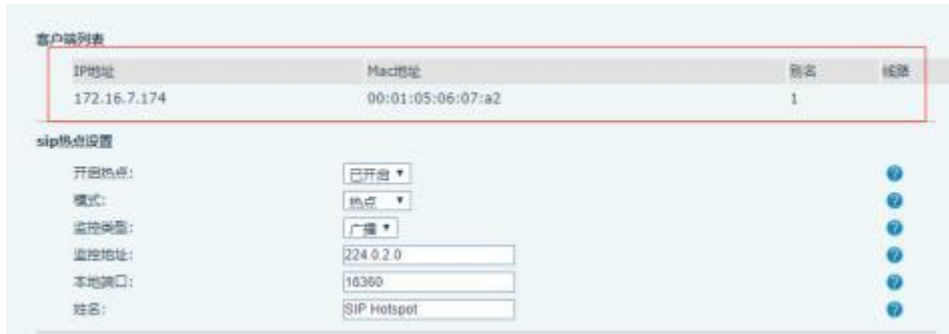 客户端列表
IP地址 Mac地址 别名 线路
172.16.7.174 00:01:05:06:07:a2 1
sip热点设置
开启热点: 已开启
模式: 热点
监控类型: 广播
监控地址: 224.0.2.0
本地端口: 16360
姓名: SIP Hotspot